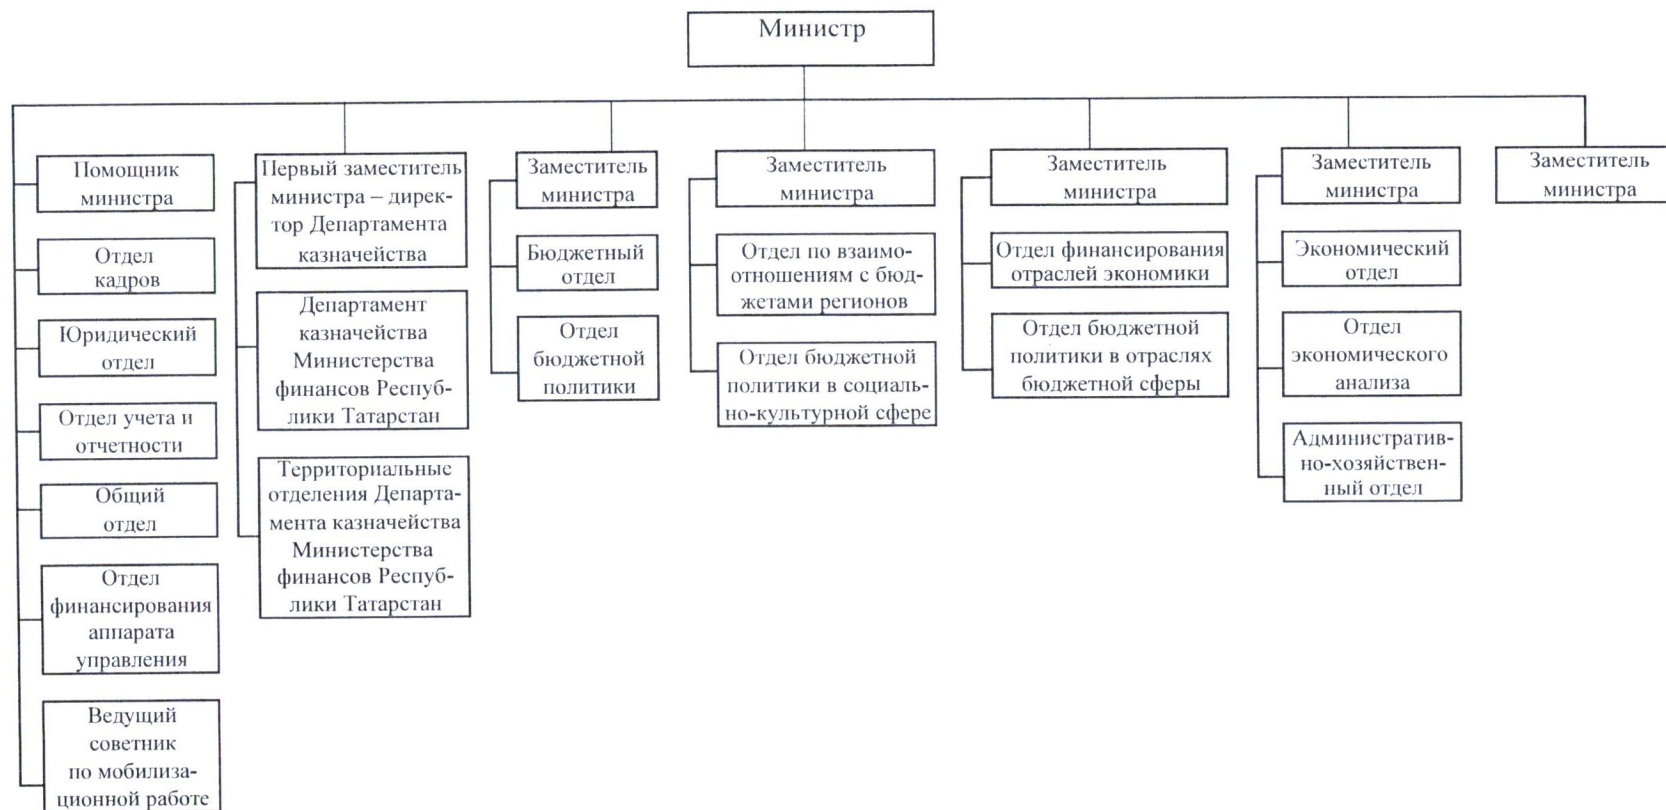 Министр
Помощник
министра
Отдел
кадров
Юридический
отдел
Отдел учета и
отчетности
Общий
отдел
Отдел
финансирования
аппарата
управления
Ведущий
советник
по мобилиза-
ционной работе
Первый заместитель
министра – дирек-
тор Департамента
казначейства
Департамент
казначейства
Министерства
финансов Респуб-
лики Татарстан
Территориальные
отделения Департа-
мента казначейства
Министерства
финансов Респуб-
лики Татарстан
Заместитель
министра
Бюджетный
отдел
Отдел
бюджетной
политики
Заместитель
министра
Отдел по взаимо-
отношениям с бюд-
жетами регионов
Отдел бюджетной
политики в социаль-
но-культурной сфере
Заместитель
министра
Отдел финансирования
отраслей экономики
Отдел бюджетной
политики в отраслях
бюджетной сферы
Заместитель
министра
Экономический
отдел
Отдел
экономического
анализа
Административ-
но-хозяйствен-
ный отдел
Заместитель
министра